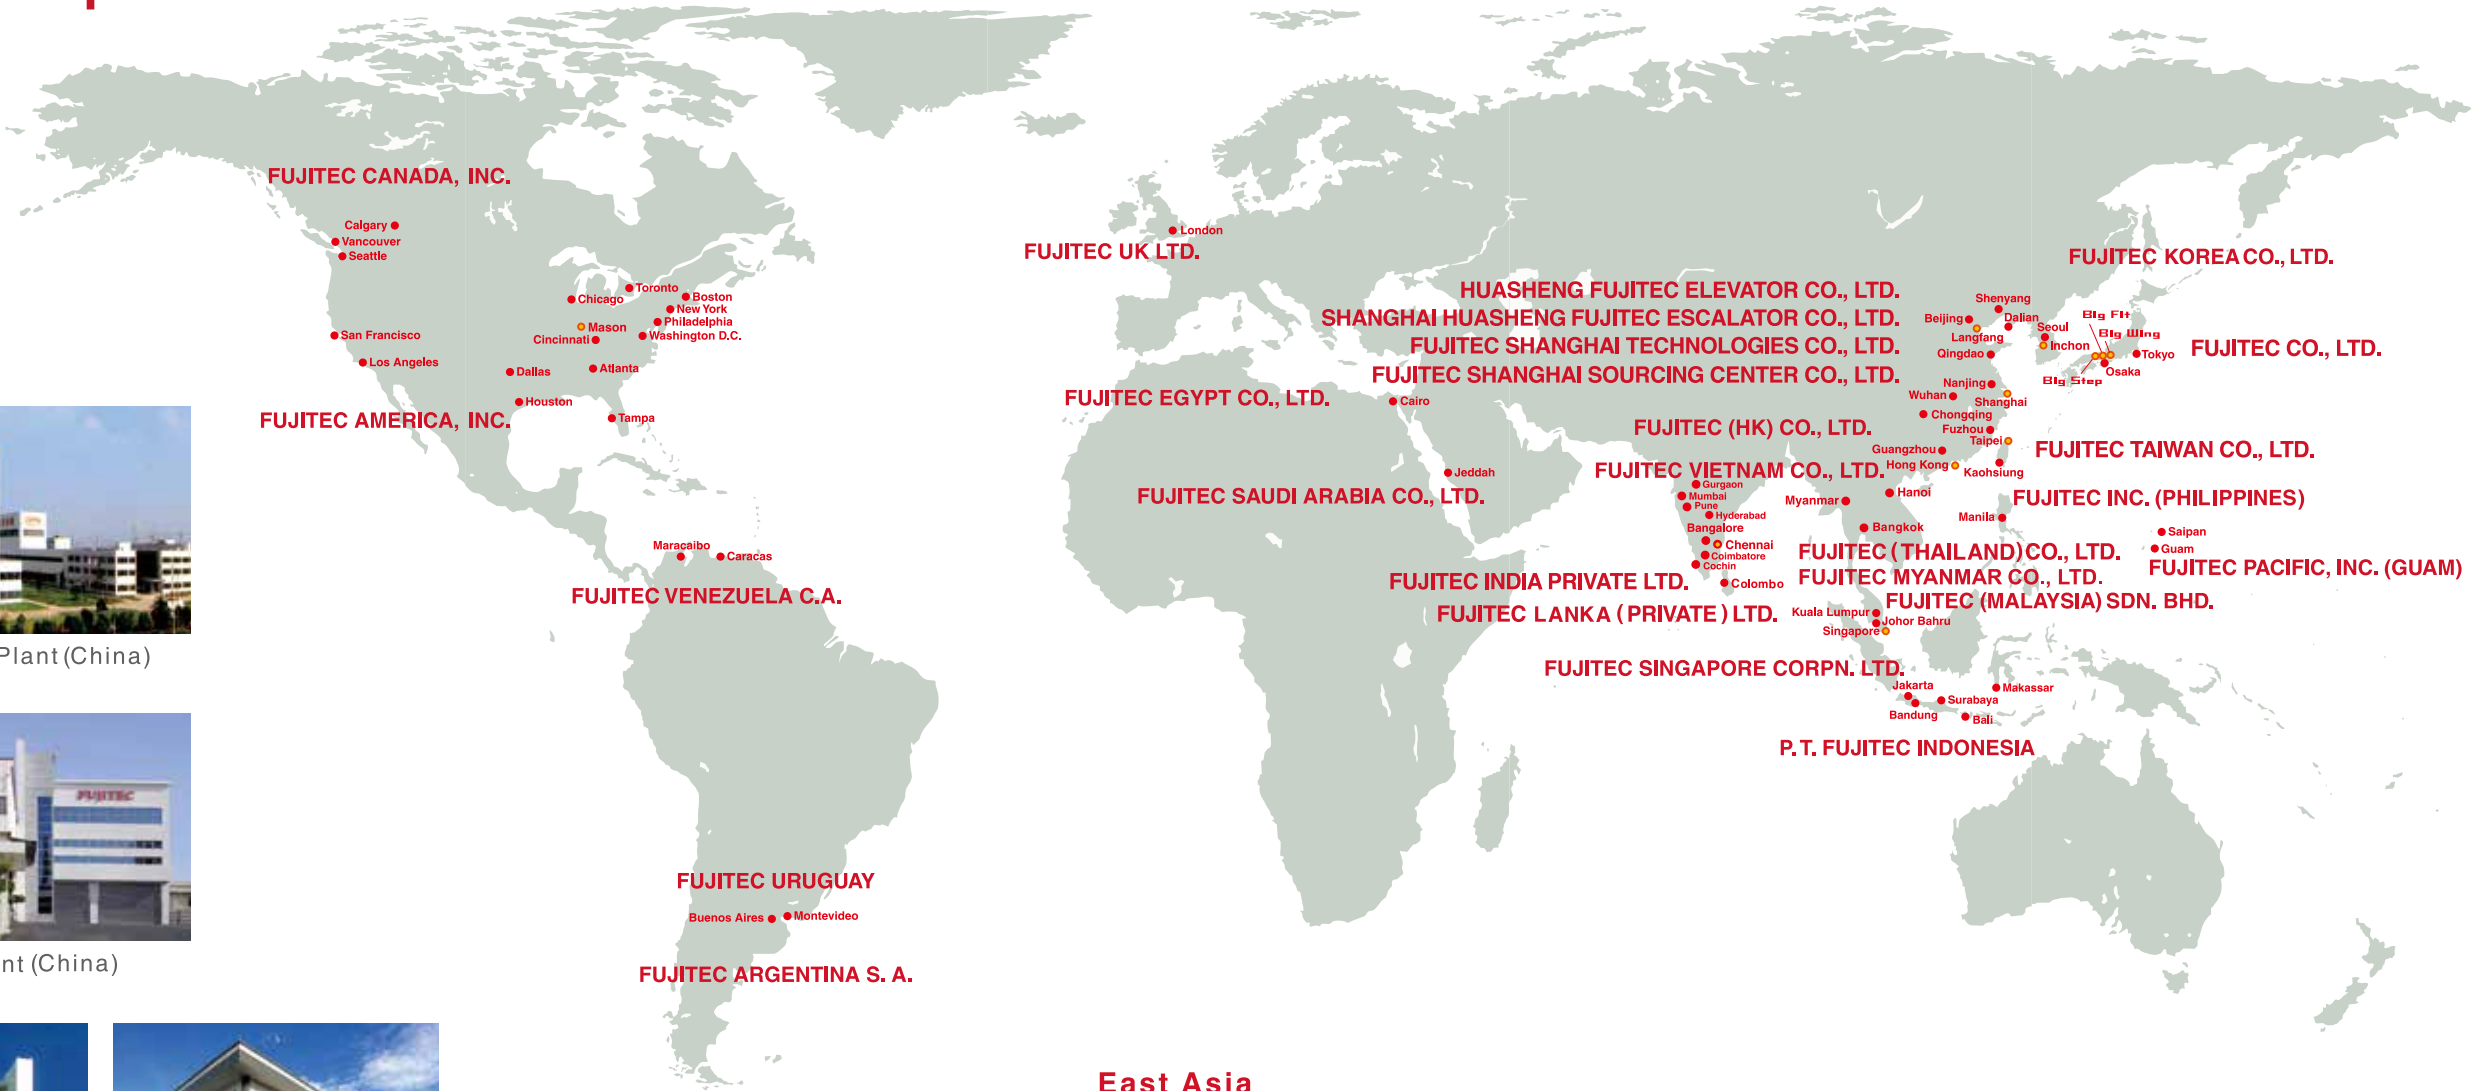 FUJITEC CANADA, INC.
Calgary
Vancouver
Seattle
San Francisco
Los Angeles
Chicago
Toronto
Boston
New York
Philadelphia
Washington D.C.
Mason
Cincinnati
Atlanta
Dallas
Houston
Tampa
FUJITEC AMERICA, INC.
Maracaibo
Caracas
FUJITEC VENEZUELA C.A.
FUJITEC URUGUAY
Buenos Aires
Montevideo
FUJITEC ARGENTINA S. A.
London
FUJITEC UK LTD.
HUASHENG FUJITEC ELEVATOR CO., LTD.
SHANGHAI HUASHENG FUJITEC ESCALATOR CO., LTD.
FUJITEC SHANGHAI TECHNOLOGIES CO., LTD.
FUJITEC SHANGHAI SOURCING CENTER CO., LTD.
FUJITEC EGYPT CO., LTD.
Cairo
FUJITEC (HK) CO., LTD.
Jeddah
FUJITEC SAUDI ARABIA CO., LTD.
FUJITEC VIETNAM CO., LTD.
Gurgaon
Mumbai
Pune
Hyderabad
Bangalore
Chennai
Coimbatore
Cochin
Colombo
FUJITEC INDIA PRIVATE LTD.
FUJITEC LANKA (PRIVATE) LTD.
FUJITEC KOREA CO., LTD.
Shenyang
Beijing
Dalian
Langfang
Seoul
Inchon
Qingdao
Big Fit
Big Wing
Big Step
Tokyo
Osaka
FUJITEC CO., LTD.
Nanjing
Wuhan
Shanghai
Chongqing
Fuzhou
Taipei
Guangzhou
Hong Kong
Kaohsiung
FUJITEC TAIWAN CO., LTD.
Hanoi
Myanmar
FUJITEC INC. (PHILIPPINES)
Manila
Bangkok
Saipan
Guam
FUJITEC (THAILAND) CO., LTD.
FUJITEC PACIFIC, INC. (GUAM)
FUJITEC MYANMAR CO., LTD.
FUJITEC (MALAYSIA) SDN. BHD.
Kuala Lumpur
Johor Bahru
Singapore
FUJITEC SINGAPORE CORPN. LTD.
Jakarta
Makassar
Surabaya
Bandung
Bali
P.T. FUJITEC INDONESIA
Plant (China)
FUJITEC
nt (China)
East Asia